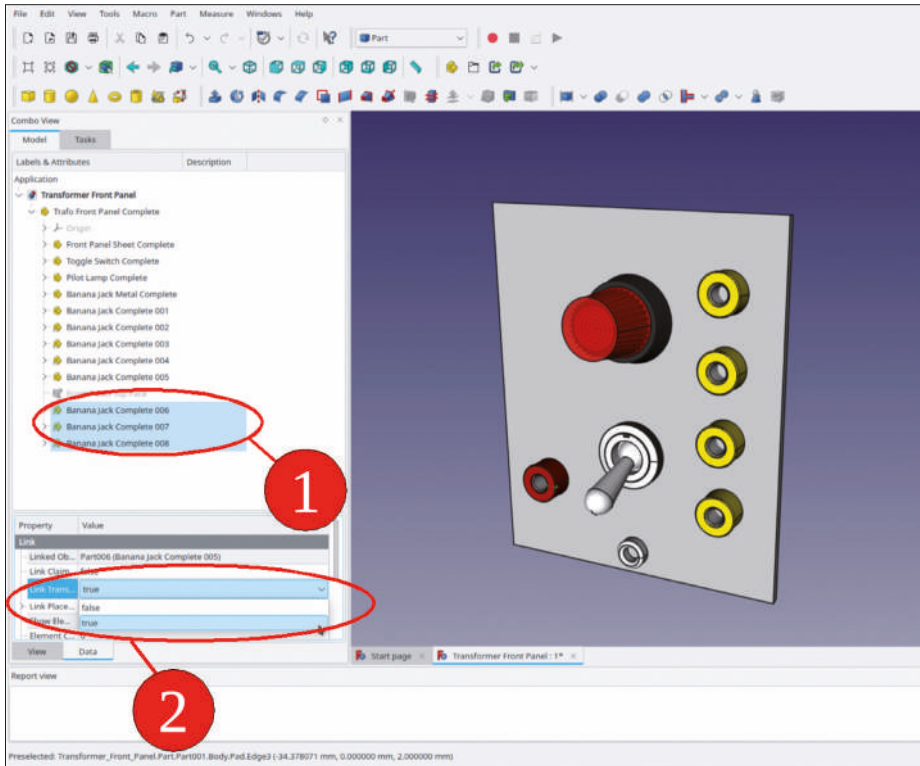 File Edit View Tools Macro Part Measure Windows Help
Part
Combo View
Model Tasks
Labels & Attributes Description
Application
Transformer Front Panel
Trafo Front Panel Complete
Origin
Front Panel Sheet Complete
Toggle Switch Complete
Pilot Lamp Complete
Banana Jack Metal Complete
Banana Jack Complete 001
Banana Jack Complete 002
Banana Jack Complete 003
Banana Jack Complete 004
Banana Jack Complete 005
Banana Jack Complete 006
Banana Jack Complete 007
Banana Jack Complete 008
1
Property Value
Link
Linked Ob... Part006 (Banana Jack Complete 005)
Link Claim... false
Link Trans... true
Link Place... false
Show Ele... true
Element C... 0
View Data
Start page Transformer Front Panel : 1*
2
Report view
Preselected: Transformer_Front_Panel.Part.Part001.Body.Pad.Edge3 (-34.378071 mm, 0.000000 mm, 2.000000 mm)